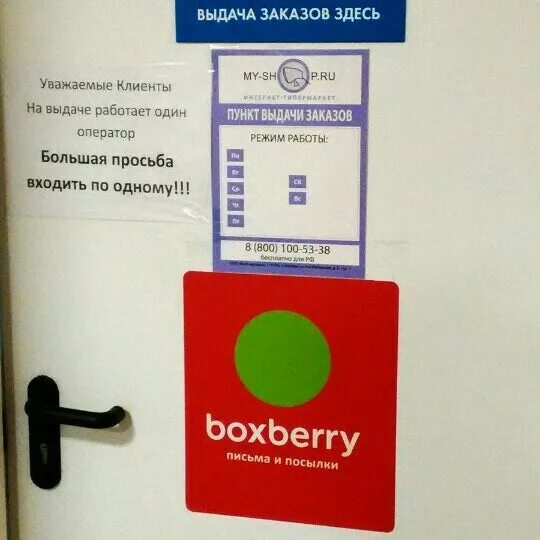 ВЫДАЧА ЗАКАЗОВ ЗДЕСЬ
Уважаемые Клиенты
На выдаче работает один
оператор
Большая просьба
входить по одному!!!
MY-SH P.RU
ИНТЕРНЕТ-ГИПЕРМАРКЕТ
ПУНКТ ВЫДАЧИ ЗАКАЗОВ
РЕЖИМ РАБОТЫ:
Пн
Вт
Ср
Чт
Пт
Сб
Вс
8 (800) 100-53-38
бесплатно для РФ
boxberry
письма и посылки